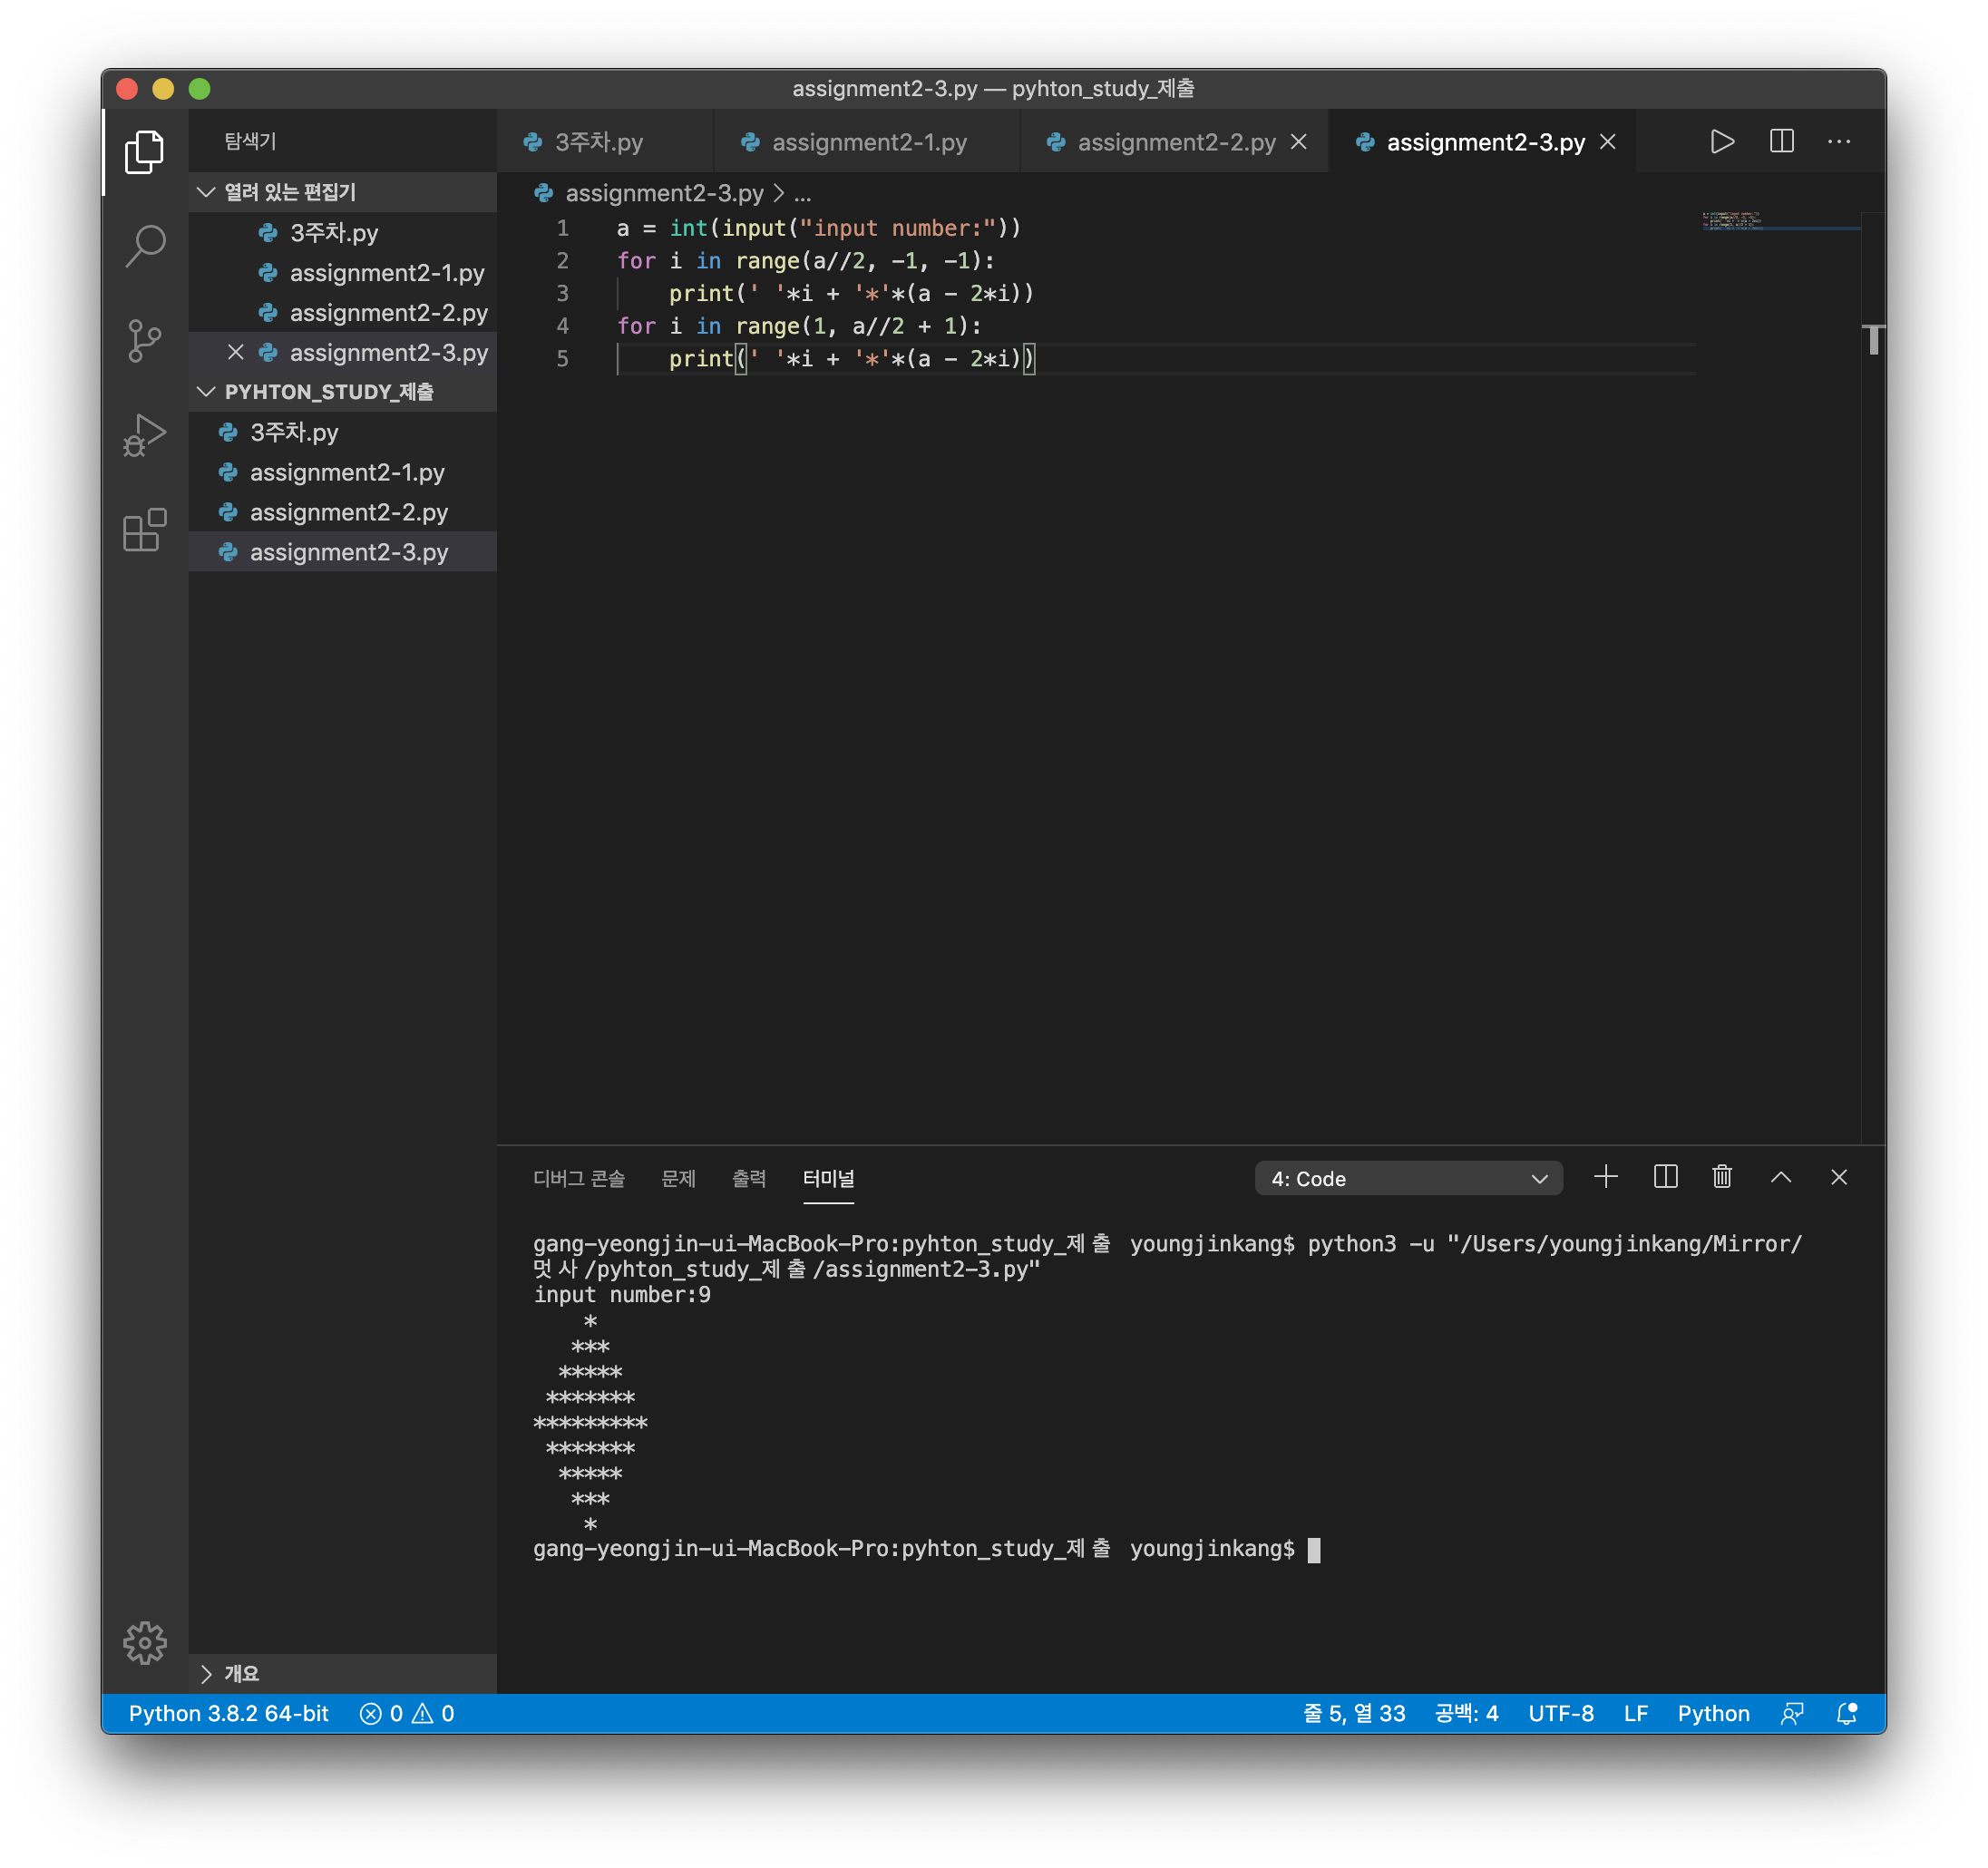 assignment2-3.py — pyhton_study_제출
탐색기
3주차.py
assignment2-1.py
assignment2-2.py
assignment2-3.py
열려 있는 편집기
3주차.py
assignment2-1.py
assignment2-2.py
assignment2-3.py
PYHTON_STUDY_제출
3주차.py
assignment2-1.py
assignment2-2.py
assignment2-3.py
개요
assignment2-3.py > ...
1 a = int(input("input number:"))
2 for i in range(a//2, -1, -1):
3     print(' '*i + '*'*(a - 2*i))
4 for i in range(1, a//2 + 1):
5     print(' '*i + '*'*(a - 2*i))
디버그 콘솔 문제 출력 터미널
4: Code
gang-yeongjin-ui-MacBook-Pro:pyhton_study_제출 youngjinkang$ python3 -u "/Users/youngjinkang/Mirror/
멋사/pyhton_study_제출/assignment2-3.py"
input number:9
    *
   ***
  *****
 *******
*********
 *******
  *****
   ***
    *
gang-yeongjin-ui-MacBook-Pro:pyhton_study_제출 youngjinkang$
Python 3.8.2 64-bit 0 0 줄 5, 열 33 공백: 4 UTF-8 LF Python